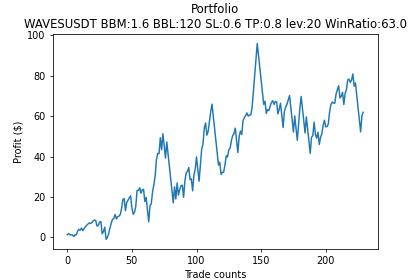 Portfolio
WAVESUSDT BBM:1.6 BBL:120 SL:0.6 TP:0.8 lev:20 WinRatio:63.0
100
80
60
40
20
0
Profit ($)
0 50 100 150 200
Trade counts